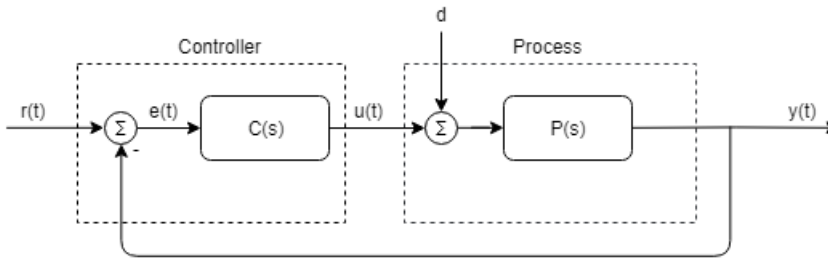 d
Controller
Process
r(t)
Σ
e(t)
C(s)
u(t)
Σ
P(s)
y(t)
-